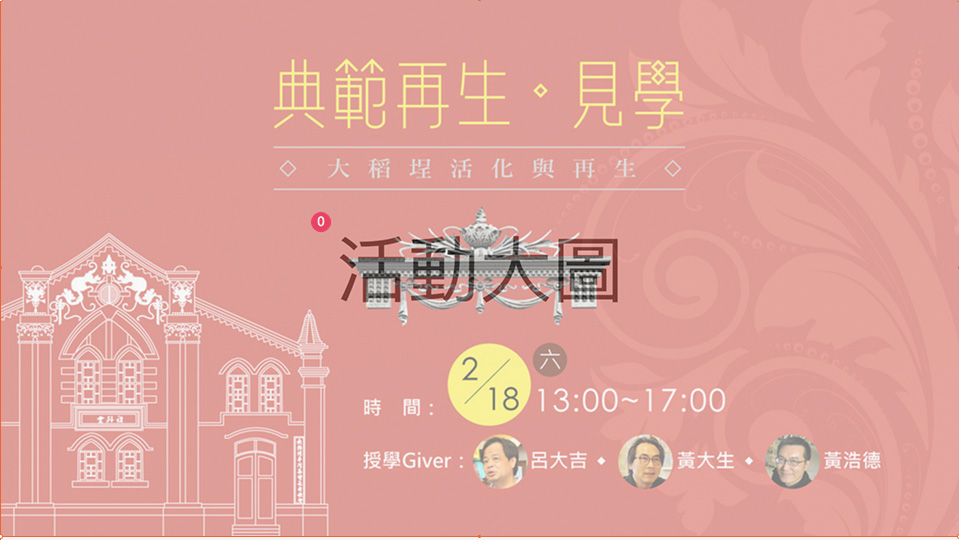 典範再生・見學
大稻埕活化與再生
0
活動大圖
時 間： 2/18 六 13:00~17:00
授學Giver： 呂大吉 ◆ 黃大生 ◆ 黃浩德